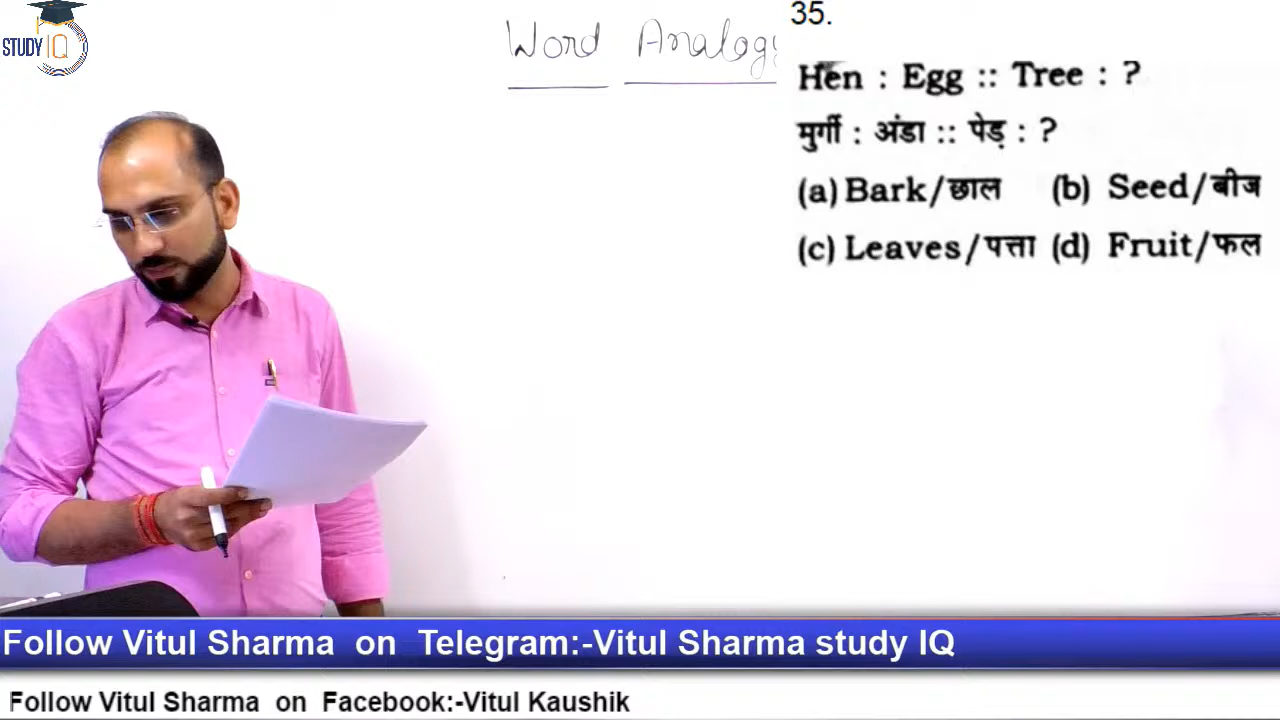 STUDY IQ
Word Analogy
35.
Hen : Egg :: Tree : ?
मुर्गी : अंडा :: पेड़ : ?
(a) Bark/छाल (b) Seed/बीज
(c) Leaves/पत्ता (d) Fruit/फल
Follow Vitul Sharma on Telegram:-Vitul Sharma study IQ
Follow Vitul Sharma on Facebook:-Vitul Kaushik